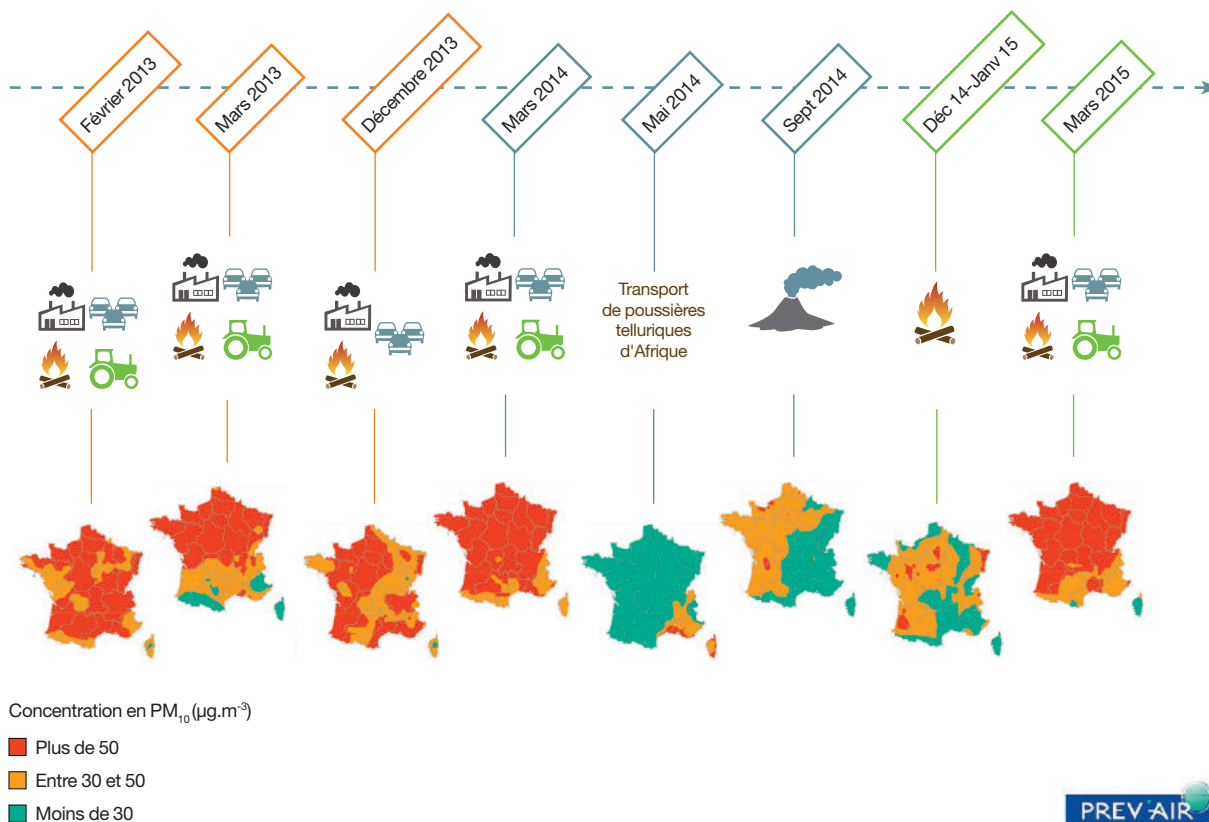 Février 2013
Mars 2013
Décembre 2013
Mars 2014
Mai 2014
Sept 2014
Déc 14-Janv 15
Mars 2015
Transport
de poussières
telluriques
d'Afrique
Concentration en PM₁₀ (µg.m⁻³)
Plus de 50
Entre 30 et 50
Moins de 30
PREV'AIR